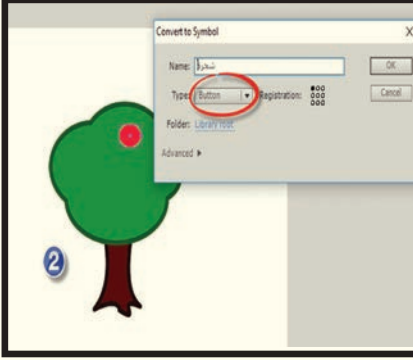 Convert to Symbol
X
Name: شجرة
OK
Type: Button
Registration:
Cancel
Folder: Library root
Advanced
2